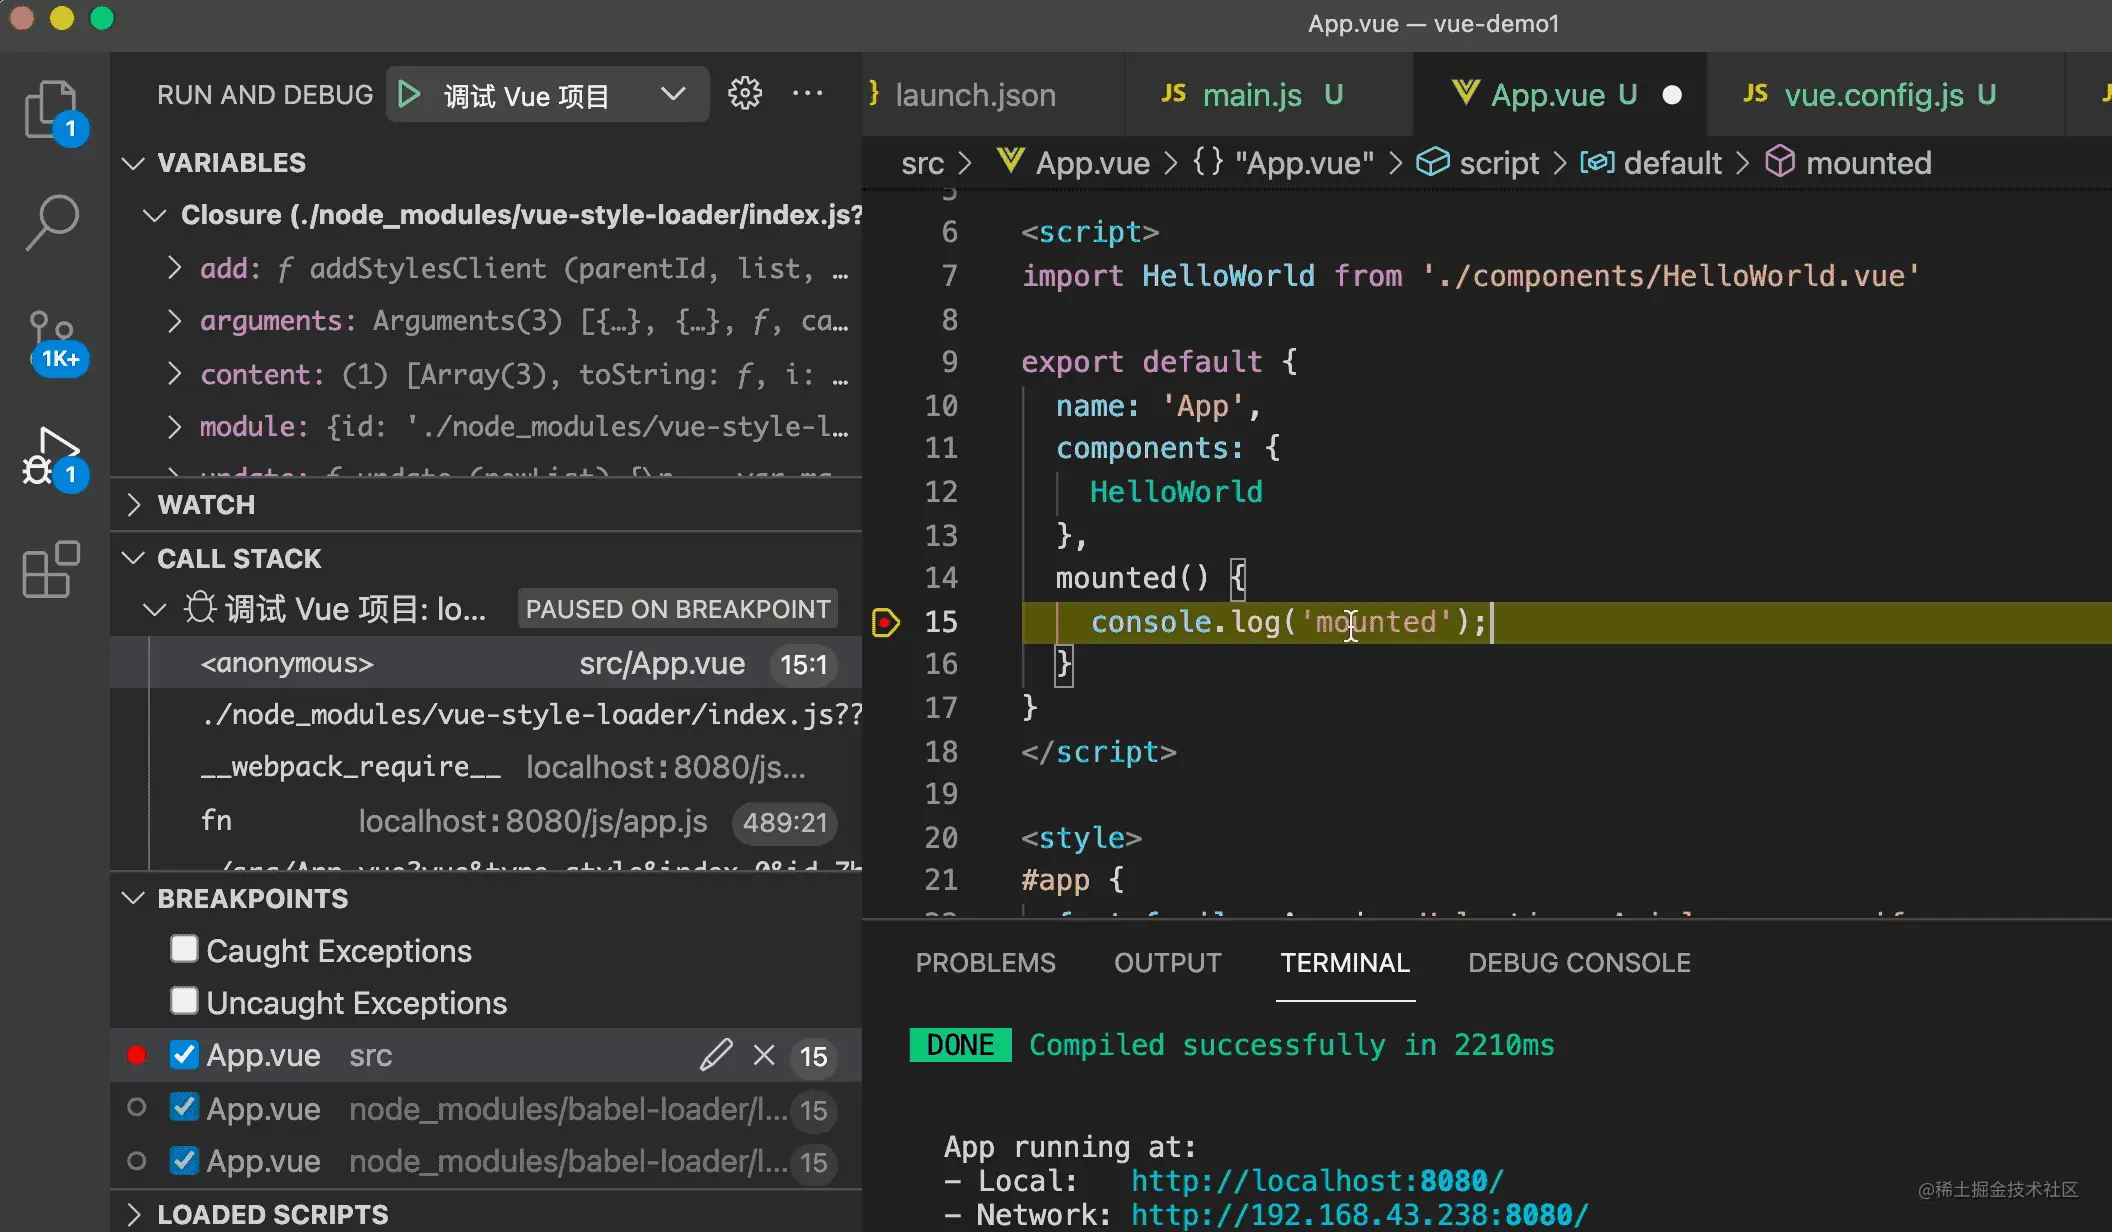 App.vue — vue-demo1
RUN AND DEBUG
调试 Vue 项目
VARIABLES
Closure (./node_modules/vue-style-loader/index.js?
add: ƒ addStylesClient (parentId, list, …
arguments: Arguments(3) [{…}, {…}, ƒ, ca…
content: (1) [Array(3), toString: ƒ, i: …
module: {id: './node_modules/vue-style-l…
WATCH
CALL STACK
调试 Vue 项目: lo... PAUSED ON BREAKPOINT
<anonymous> src/App.vue 15:1
./node_modules/vue-style-loader/index.js??
__webpack_require__ localhost:8080/js...
fn localhost:8080/js/app.js 489:21
BREAKPOINTS
Caught Exceptions
Uncaught Exceptions
App.vue src 15
App.vue node_modules/babel-loader/l... 15
App.vue node_modules/babel-loader/l... 15
LOADED SCRIPTS
1
1K+
1
launch.json
JS main.js U
App.vue U
JS vue.config.js U
src > App.vue > {} "App.vue" > script > default > mounted
5
6 <script>
7 import HelloWorld from './components/HelloWorld.vue'
8
9 export default {
10 name: 'App',
11 components: {
12 HelloWorld
13 },
14 mounted() {
15 console.log('mounted');
16 }
17 }
18 </script>
19
20 <style>
21 #app {
PROBLEMS OUTPUT TERMINAL DEBUG CONSOLE
DONE Compiled successfully in 2210ms
App running at:
- Local: http://localhost:8080/
- Network: http://192.168.43.238:8080/
@稀土掘金技术社区